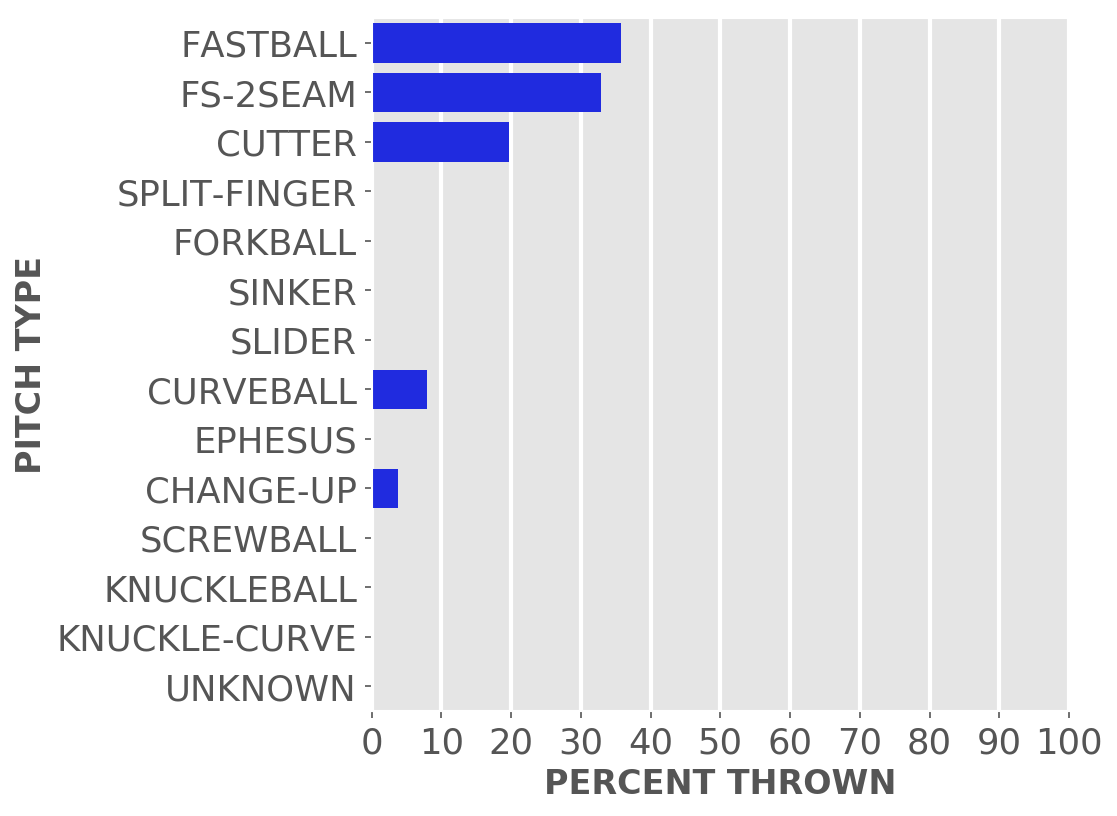 FASTBALL
FS-2SEAM
CUTTER
SPLIT-FINGER
FORKBALL
SINKER
SLIDER
CURVEBALL
EPHESUS
CHANGE-UP
SCREWBALL
KNUCKLEBALL
KNUCKLE-CURVE
UNKNOWN
PITCH TYPE
0 10 20 30 40 50 60 70 80 90 100
PERCENT THROWN